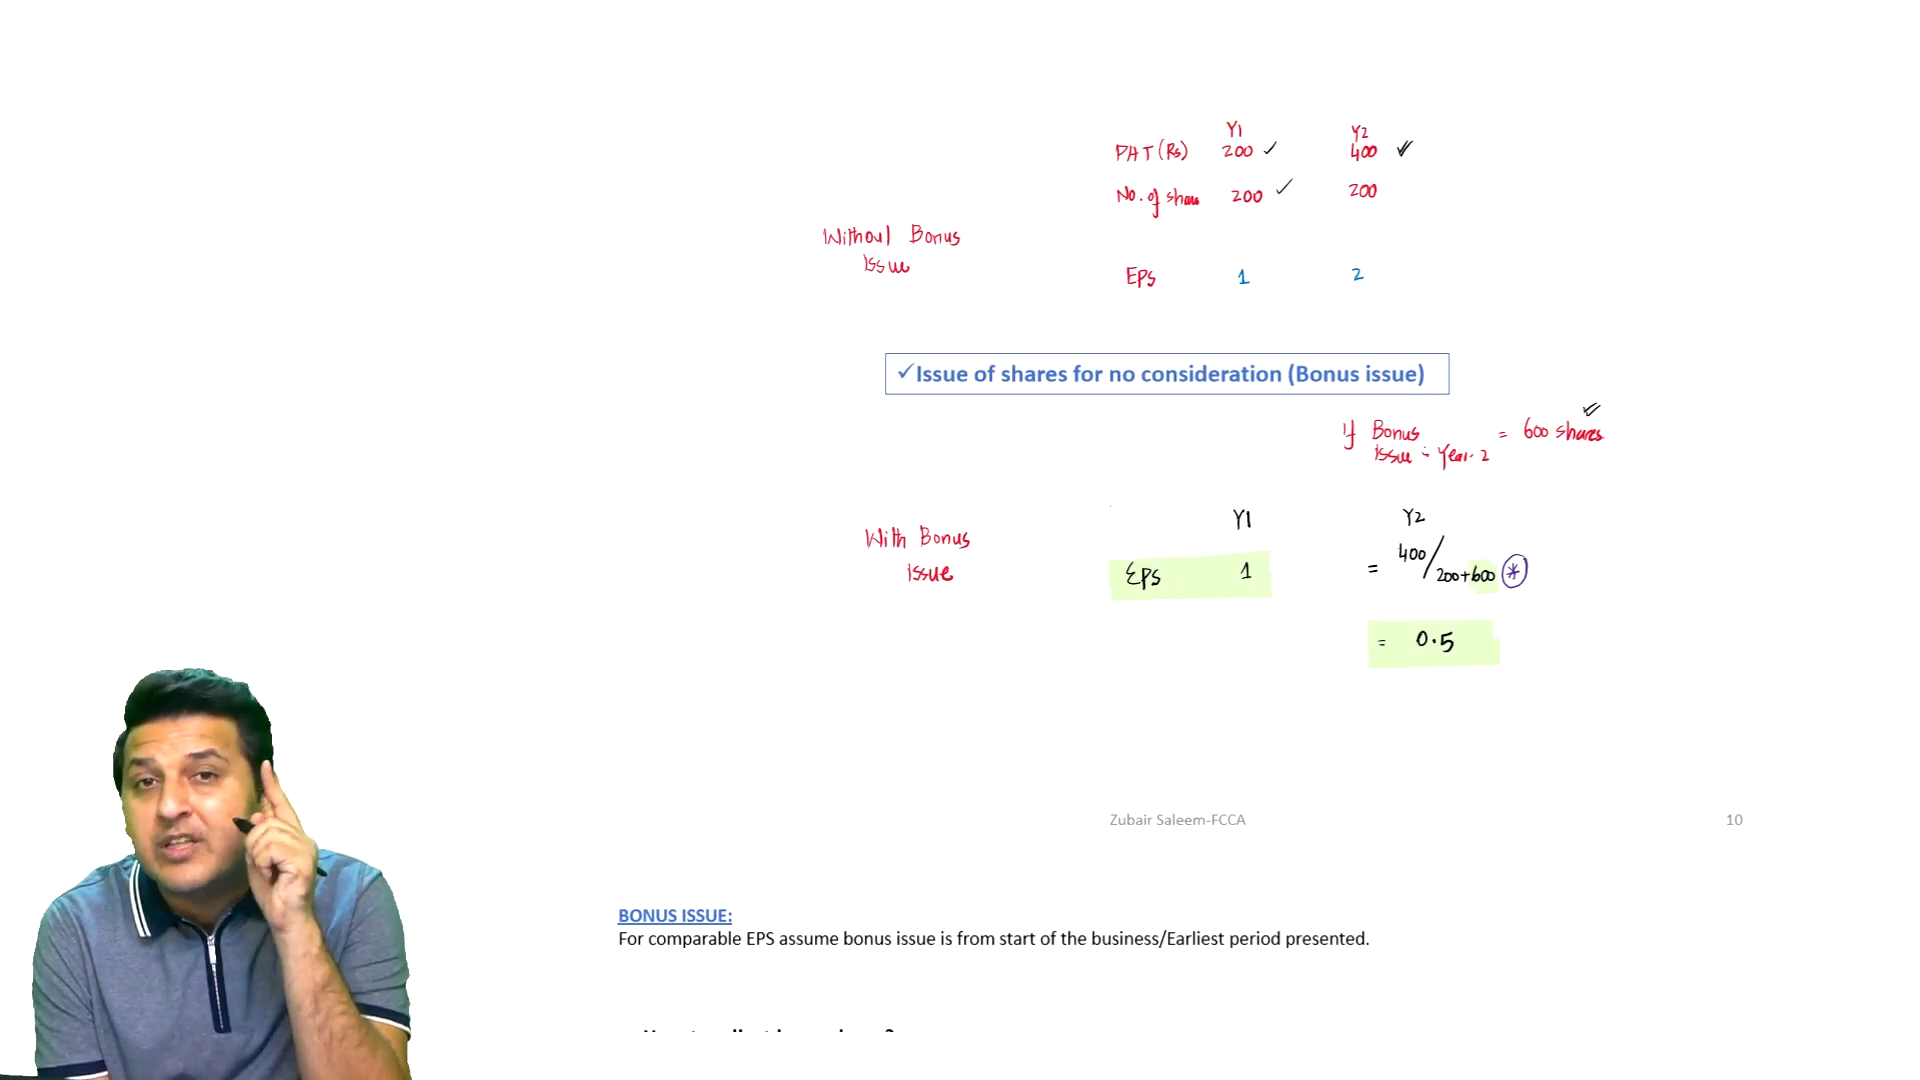 Y1 Y2
PAT (Rs) 200 ✓ 400 ✓
No. of share 200 ✓ 200
Without Bonus
Issue
EPS 1 2
✓Issue of shares for no consideration (Bonus issue)
If Bonus = 600 shares ✓
Issue - Year-2
Y1 Y2
With Bonus
Issue
EPS 1 = 400/200+600 *
= 0.5
Zubair Saleem-FCCA 10
BONUS ISSUE:
For comparable EPS assume bonus issue is from start of the business/Earliest period presented.